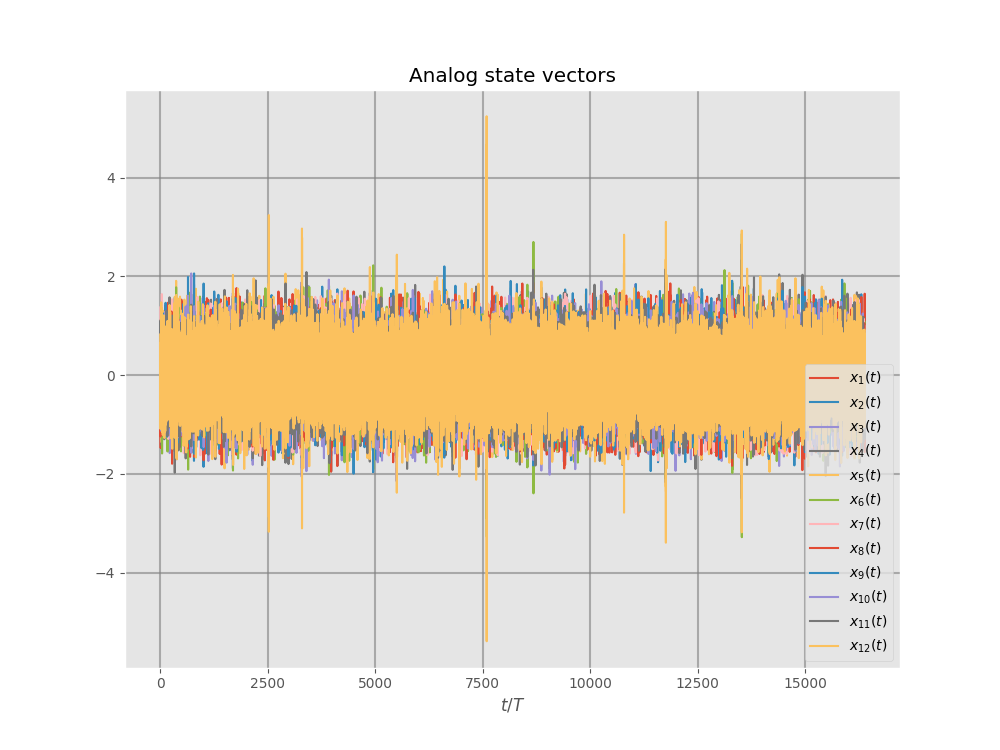 Analog state vectors
4
2
0
−2
−4
0 2500 5000 7500 10000 12500 15000
t/T
x₁(t)
x₂(t)
x₃(t)
x₄(t)
x₅(t)
x₆(t)
x₇(t)
x₈(t)
x₉(t)
x₁₀(t)
x₁₁(t)
x₁₂(t)